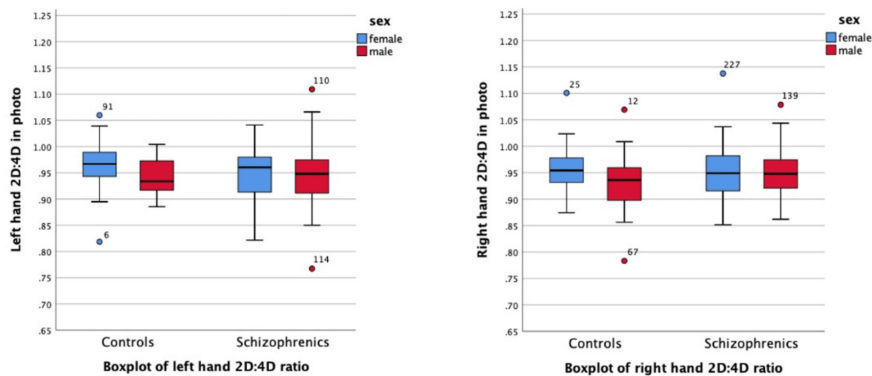 sex
female
male
Left hand 2D:4D in photo
1.25
1.20
1.15
1.10
1.05
1.00
.95
.90
.85
.80
.75
.70
.65
91
6
110
114
Controls
Schizophrenics
Boxplot of left hand 2D:4D ratio
sex
female
male
Right hand 2D:4D in photo
1.25
1.20
1.15
1.10
1.05
1.00
.95
.90
.85
.80
.75
.70
.65
25
12
67
227
139
Controls
Schizophrenics
Boxplot of right hand 2D:4D ratio